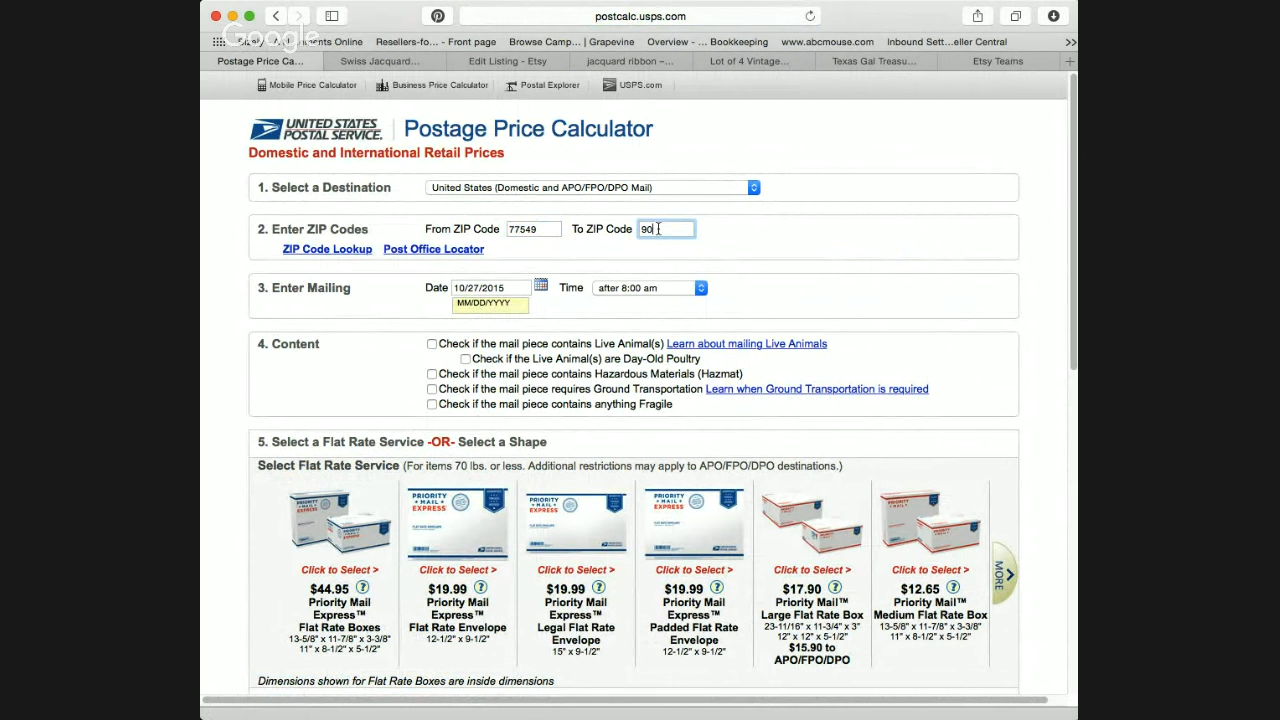 postcalc.usps.com
Google
Online
Resellers-fo... - Front page
Browse Camp... | Grapevine
Overview - ... Bookkeeping
www.abcmouse.com
Inbound Sett...eller Central
Postage Price Ca...
Swiss Jacquard...
Edit Listing - Etsy
jacquard ribbon –...
Lot of 4 Vintage...
Texas Gal Treasu...
Etsy Teams
Mobile Price Calculator
Business Price Calculator
Postal Explorer
USPS.com
UNITED STATES
POSTAL SERVICE.
Postage Price Calculator
Domestic and International Retail Prices
1. Select a Destination
United States (Domestic and APO/FPO/DPO Mail)
2. Enter ZIP Codes
From ZIP Code 77549
To ZIP Code 90
ZIP Code Lookup
Post Office Locator
3. Enter Mailing
Date 10/27/2015
Time after 8:00 am
MM/DD/YYYY
4. Content
Check if the mail piece contains Live Animal(s) Learn about mailing Live Animals
Check if the Live Animal(s) are Day-Old Poultry
Check if the mail piece contains Hazardous Materials (Hazmat)
Check if the mail piece requires Ground Transportation Learn when Ground Transportation is required
Check if the mail piece contains anything Fragile
5. Select a Flat Rate Service -OR- Select a Shape
Select Flat Rate Service (For items 70 lbs. or less. Additional restrictions may apply to APO/FPO/DPO destinations.)
Click to Select >
$44.95 ?
Priority Mail
Express™
Flat Rate Boxes
13-5/8" x 11-7/8" x 3-3/8"
11" x 8-1/2" x 5-1/2"
PRIORITY
MAIL
EXPRESS
Click to Select >
$19.99 ?
Priority Mail
Express™
Flat Rate Envelope
12-1/2" x 9-1/2"
PRIORITY
MAIL
EXPRESS
Click to Select >
$19.99 ?
Priority Mail
Express™
Legal Flat Rate
Envelope
15" x 9-1/2"
PRIORITY
MAIL
EXPRESS
Click to Select >
$19.99 ?
Priority Mail
Express™
Padded Flat Rate
Envelope
12-1/2" x 9-1/2"
Click to Select >
$17.90 ?
Priority Mail™
Large Flat Rate Box
23-11/16" x 11-3/4" x 3"
12" x 12" x 5-1/2"
$15.90 to
APO/FPO/DPO
Click to Select >
$12.65 ?
Priority Mail™
Medium Flat Rate Box
13-5/8" x 11-7/8" x 3-3/8"
11" x 8-1/2" x 5-1/2"
MORE
Dimensions shown for Flat Rate Boxes are inside dimensions